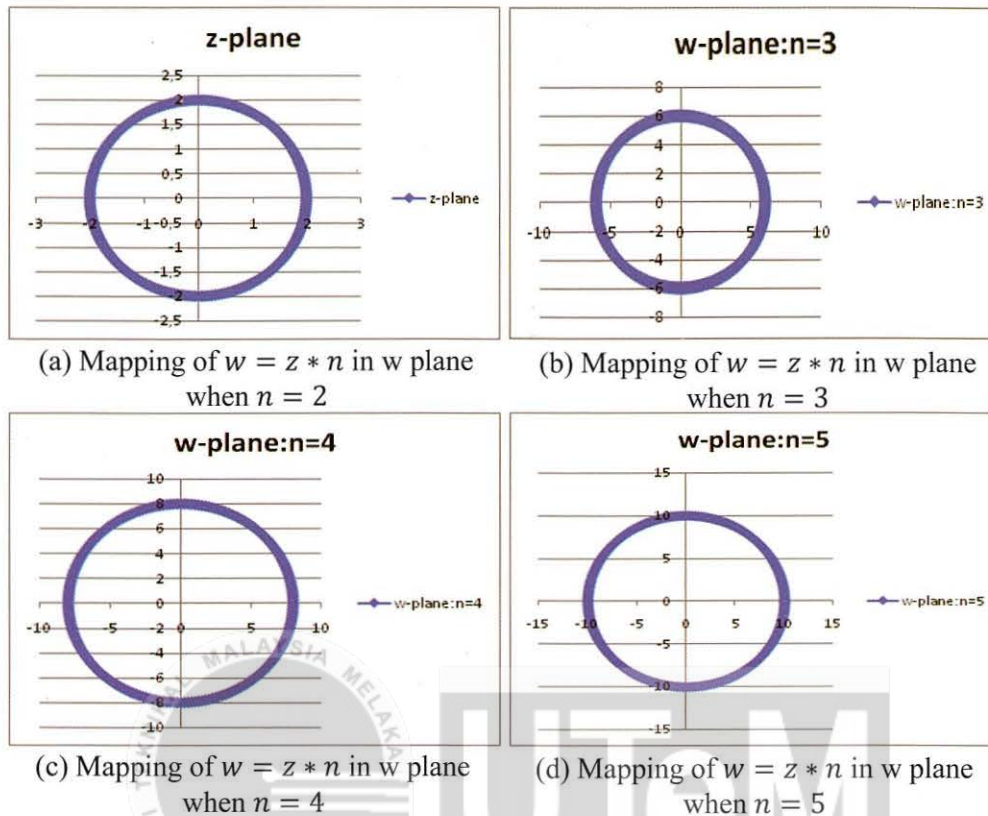 z-plane
2,5
2
1,5
1
0,5
0
-3 -2 -1 -0,5 0 1 2 3
-1
-1,5
-2
-2,5
z-plane
(a) Mapping of w = z * n in w plane
when n = 2
w-plane:n=3
8
6
4
2
0
-10 -5 -2 0 5 10
-4
-6
-8
w-plane:n=3
(b) Mapping of w = z * n in w plane
when n = 3
w-plane:n=4
10
8
6
4
2
0
-10 -5 -2 0 5 10
-4
-6
-8
-10
w-plane:n=4
(c) Mapping of w = z * n in w plane
when n = 4
w-plane:n=5
15
10
5
0
-15 -10 -5 0 5 10 15
-5
-10
-15
w-plane:n=5
(d) Mapping of w = z * n in w plane
when n = 5
KNIKAL MALAYSIA MELAKA
UTeM